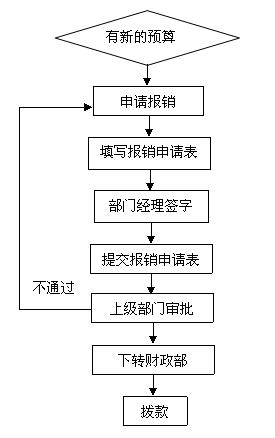 有新的预算
申请报销
填写报销申请表
部门经理签字
提交报销申请表
不通过
上级部门审批
下转财政部
拨款